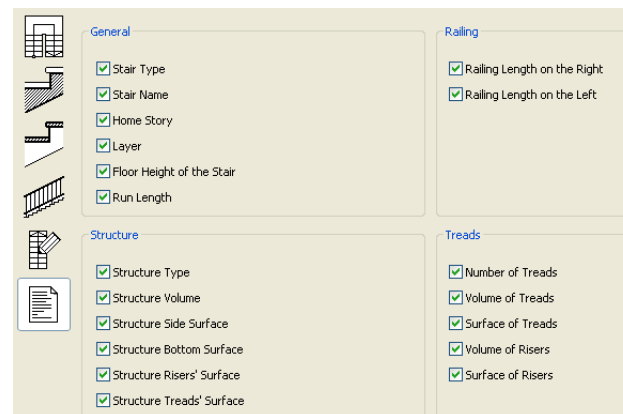 General
Stair Type
Stair Name
Home Story
Layer
Floor Height of the Stair
Run Length
Railing
Railing Length on the Right
Railing Length on the Left
Structure
Structure Type
Structure Volume
Structure Side Surface
Structure Bottom Surface
Structure Risers' Surface
Structure Treads' Surface
Treads
Number of Treads
Volume of Treads
Surface of Treads
Volume of Risers
Surface of Risers